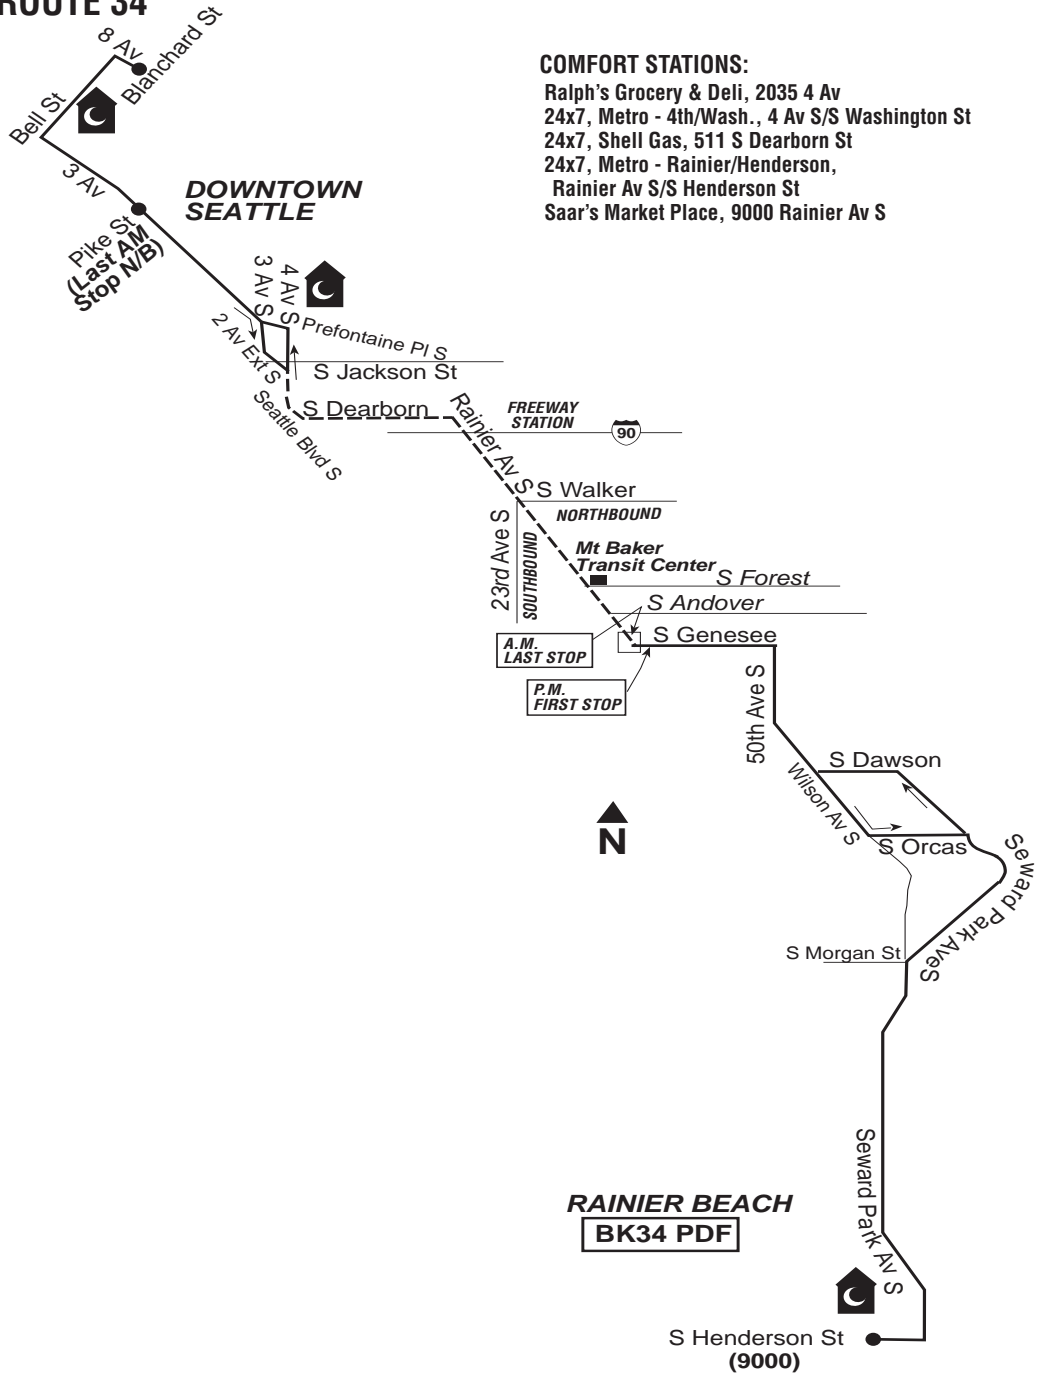 ROUTE 34
8 Av
Blanchard St
Bell St
3 Av
COMFORT STATIONS:
Ralph's Grocery & Deli, 2035 4 Av
24x7, Metro - 4th/Wash., 4 Av S/S Washington St
24x7, Shell Gas, 511 S Dearborn St
24x7, Metro - Rainier/Henderson,
Rainier Av S/S Henderson St
Saar's Market Place, 9000 Rainier Av S
DOWNTOWN
SEATTLE
Pike St
(Last AM
Stop N/B)
3 Av S
4 Av S
2 Av Ext S
Prefontaine Pl S
S Jackson St
Seattle Blvd S
S Dearborn
Rainier Av S
FREEWAY
STATION
90
S Walker
NORTHBOUND
23rd Ave S
SOUTHBOUND
Mt Baker
Transit Center
S Forest
S Andover
S Genesee
A.M.
LAST STOP
P.M.
FIRST STOP
50th Ave S
S Dawson
Wilson Av S
S Orcas
N
Seward Park AveS
S Morgan St
Seward Park Av S
RAINIER BEACH
BK34 PDF
S Henderson St
(9000)